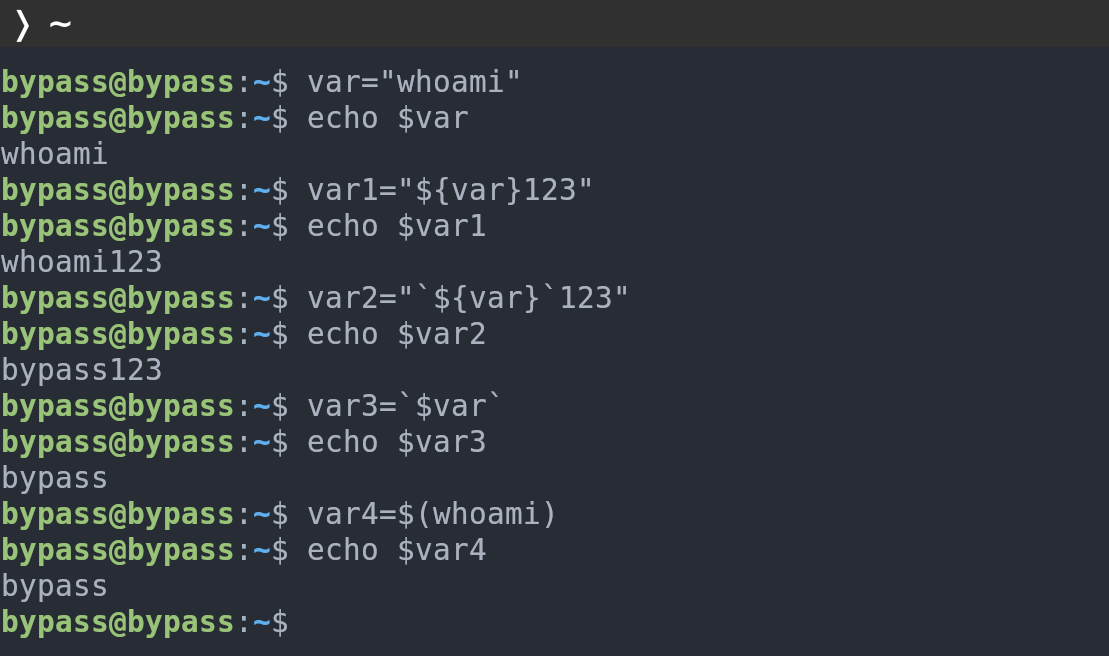 ❯ ~
bypass@bypass:~$ var="whoami"
bypass@bypass:~$ echo $var
whoami
bypass@bypass:~$ var1="${var}123"
bypass@bypass:~$ echo $var1
whoami123
bypass@bypass:~$ var2="`${var}`123"
bypass@bypass:~$ echo $var2
bypass123
bypass@bypass:~$ var3=`$var`
bypass@bypass:~$ echo $var3
bypass
bypass@bypass:~$ var4=$(whoami)
bypass@bypass:~$ echo $var4
bypass
bypass@bypass:~$